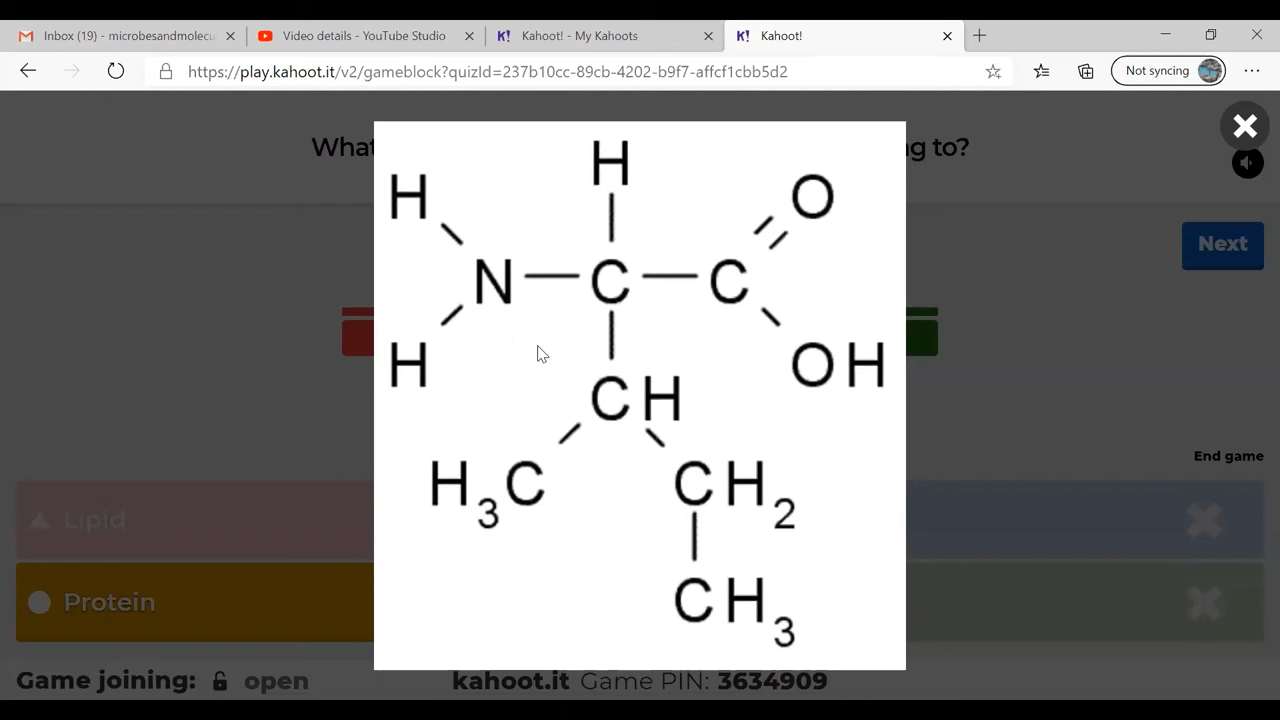 Inbox (19) - microbesandmolecu
Video details - YouTube Studio
Kahoot! - My Kahoots
Kahoot!
https://play.kahoot.it/v2/gameblock?quizId=237b10cc-89cb-4202-b9f7-affcf1cbb5d2
Not syncing
What
ng to?
Next
H
H
O
N
C
C
H
OH
CH
H3C
CH2
CH3
End game
Lipid
Protein
Game joining: open
kahoot.it Game PIN: 3634909